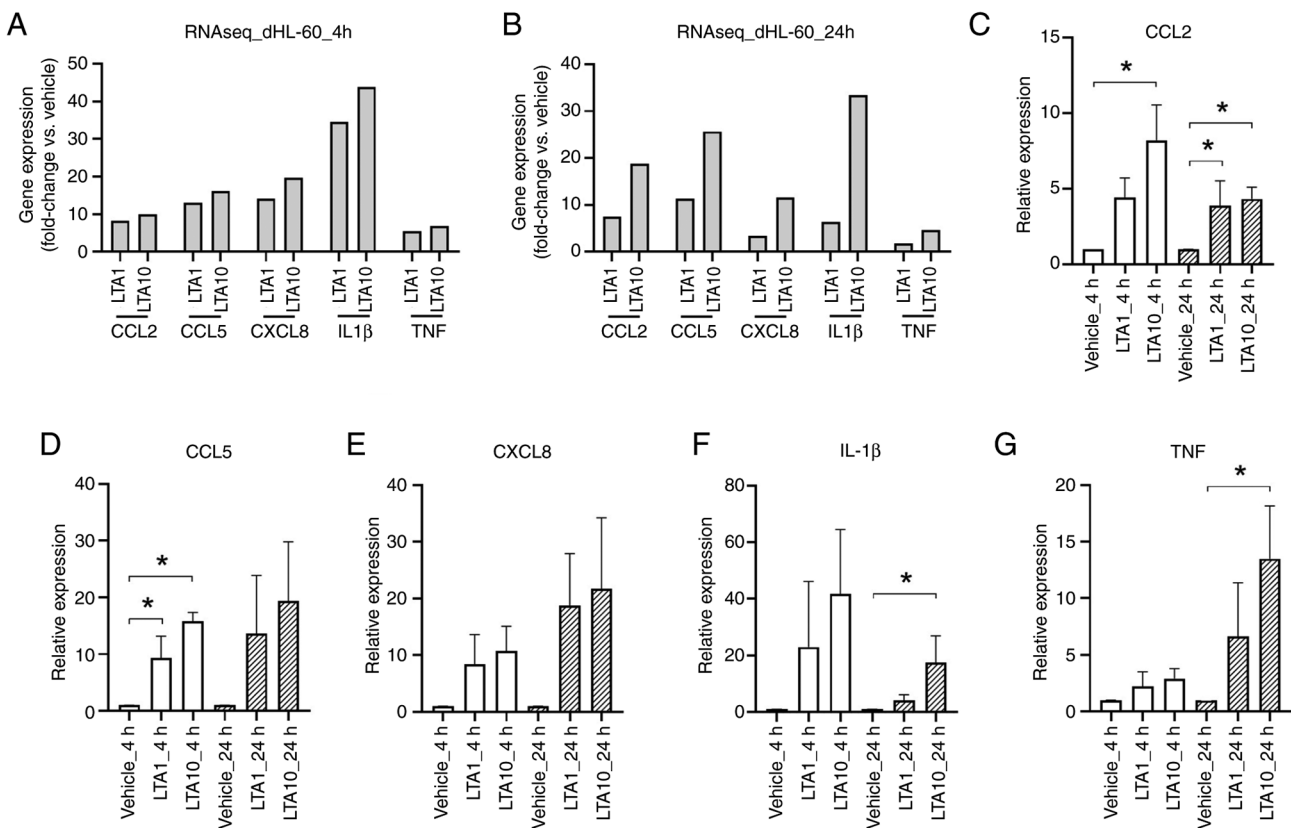 A
RNAseq_dHL-60_4h
Gene expression
(fold-change vs. vehicle)
50
40
30
20
10
0
LTA1
LTA10
LTA1
LTA10
LTA1
LTA10
LTA1
LTA10
LTA1
LTA10
CCL2
CCL5
CXCL8
IL1β
TNF
B
RNAseq_dHL-60_24h
Gene expression
(fold-change vs. vehicle)
40
30
20
10
0
LTA1
LTA10
LTA1
LTA10
LTA1
LTA10
LTA1
LTA10
LTA1
LTA10
CCL2
CCL5
CXCL8
IL1β
TNF
C
CCL2
Relative expression
15
10
5
0
*
*
*
Vehicle_4 h
LTA1_4 h
LTA10_4 h
Vehicle_24 h
LTA1_24 h
LTA10_24 h
D
CCL5
Relative expression
40
30
20
10
0
*
*
Vehicle_4 h
LTA1_4 h
LTA10_4 h
Vehicle_24 h
LTA1_24 h
LTA10_24 h
E
CXCL8
Relative expression
40
30
20
10
0
Vehicle_4 h
LTA1_4 h
LTA10_4 h
Vehicle_24 h
LTA1_24 h
LTA10_24 h
F
IL-1β
Relative expression
80
60
40
20
0
*
Vehicle_4 h
LTA1_4 h
LTA10_4 h
Vehicle_24 h
LTA1_24 h
LTA10_24 h
G
TNF
Relative expression
20
15
10
5
0
*
Vehicle_4 h
LTA1_4 h
LTA10_4 h
Vehicle_24 h
LTA1_24 h
LTA10_24 h